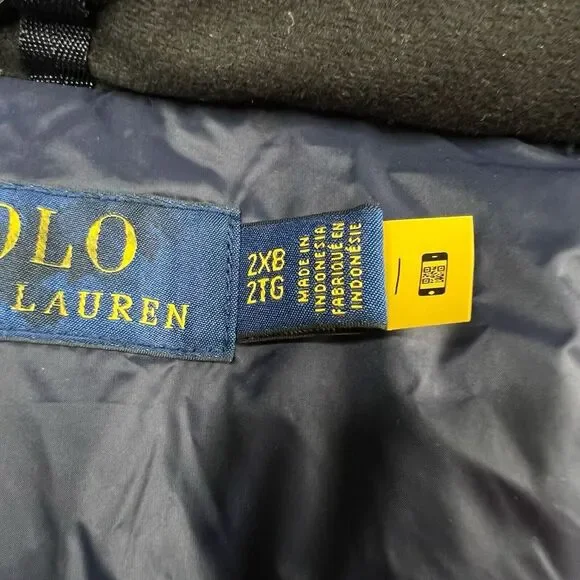 OLO
LAUREN
2XB
2TG
MADE IN
INDONESIA
FABRIQUÉ EN
INDONÉSIE